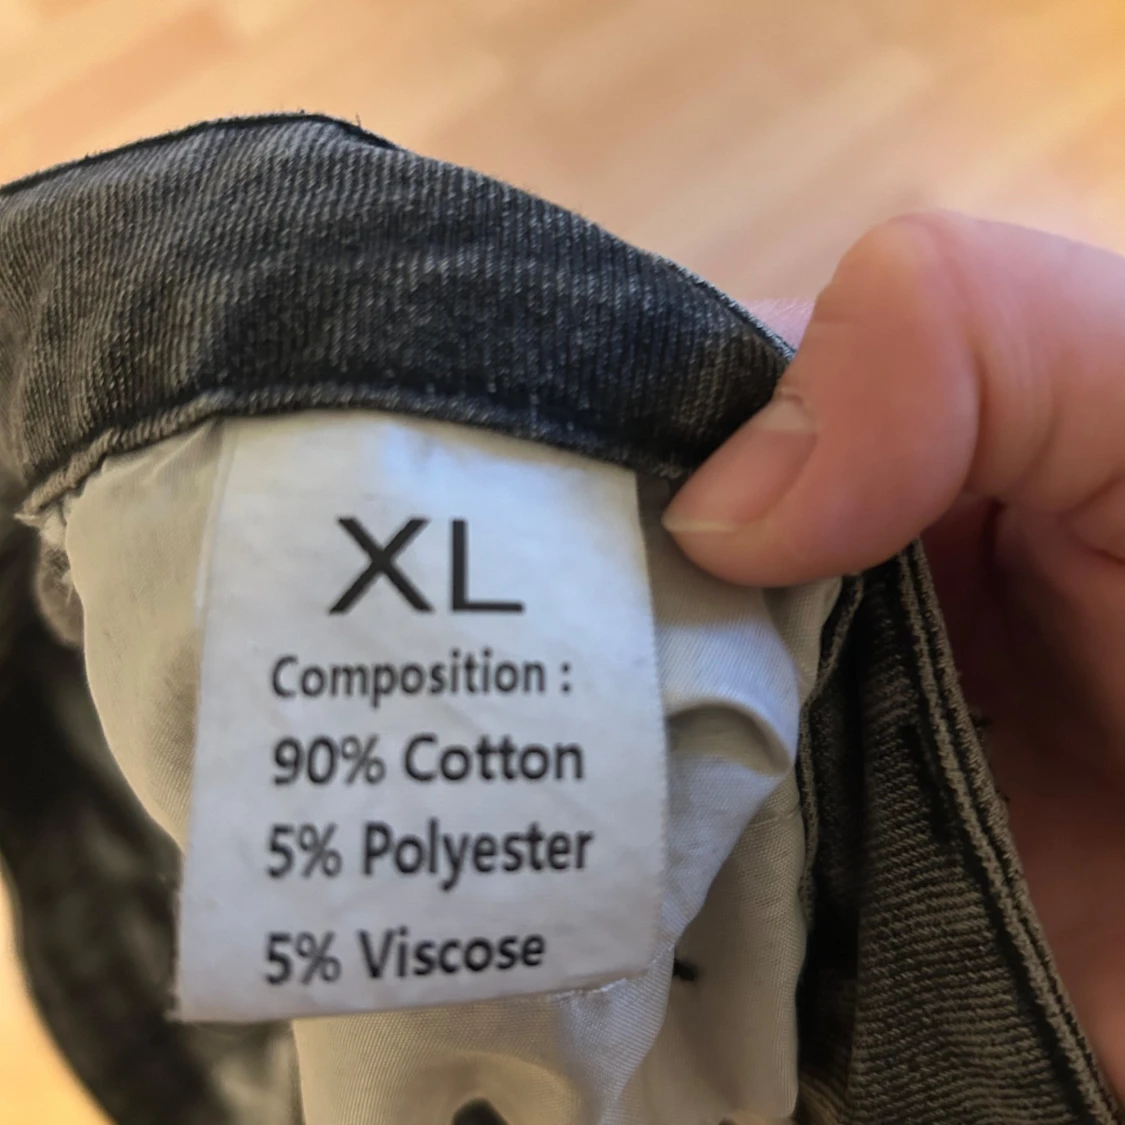 XL
Composition :
90% Cotton
5% Polyester
5% Viscose